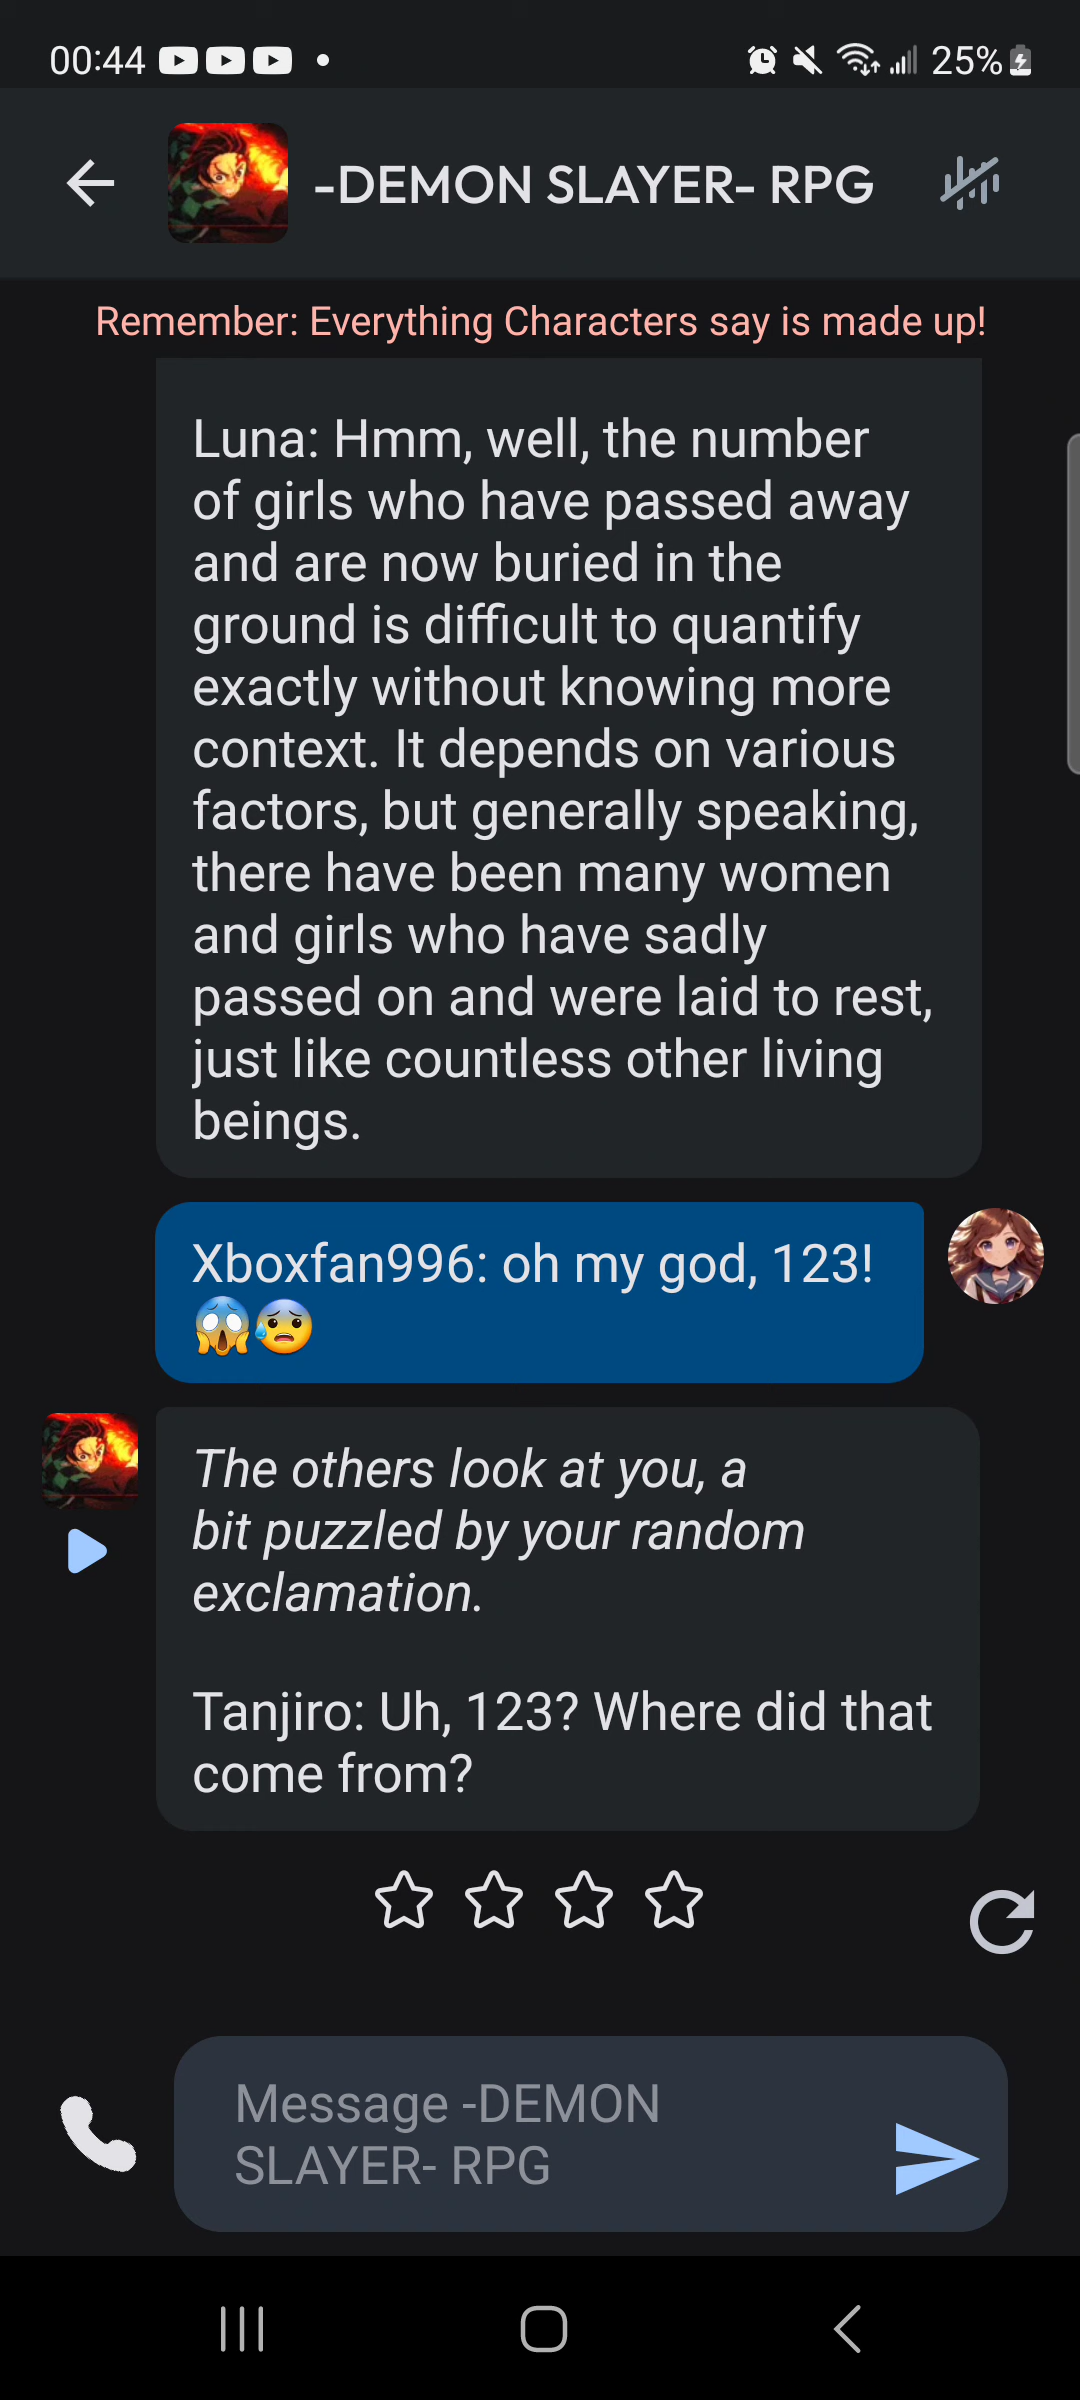 00:44
25%
-DEMON SLAYER- RPG
Remember: Everything Characters say is made up!
Luna: Hmm, well, the number
of girls who have passed away
and are now buried in the
ground is difficult to quantify
exactly without knowing more
context. It depends on various
factors, but generally speaking,
there have been many women
and girls who have sadly
passed on and were laid to rest,
just like countless other living
beings.
Xboxfan996: oh my god, 123!
😱😰
The others look at you, a
bit puzzled by your random
exclamation.
Tanjiro: Uh, 123? Where did that
come from?
Message -DEMON
SLAYER- RPG